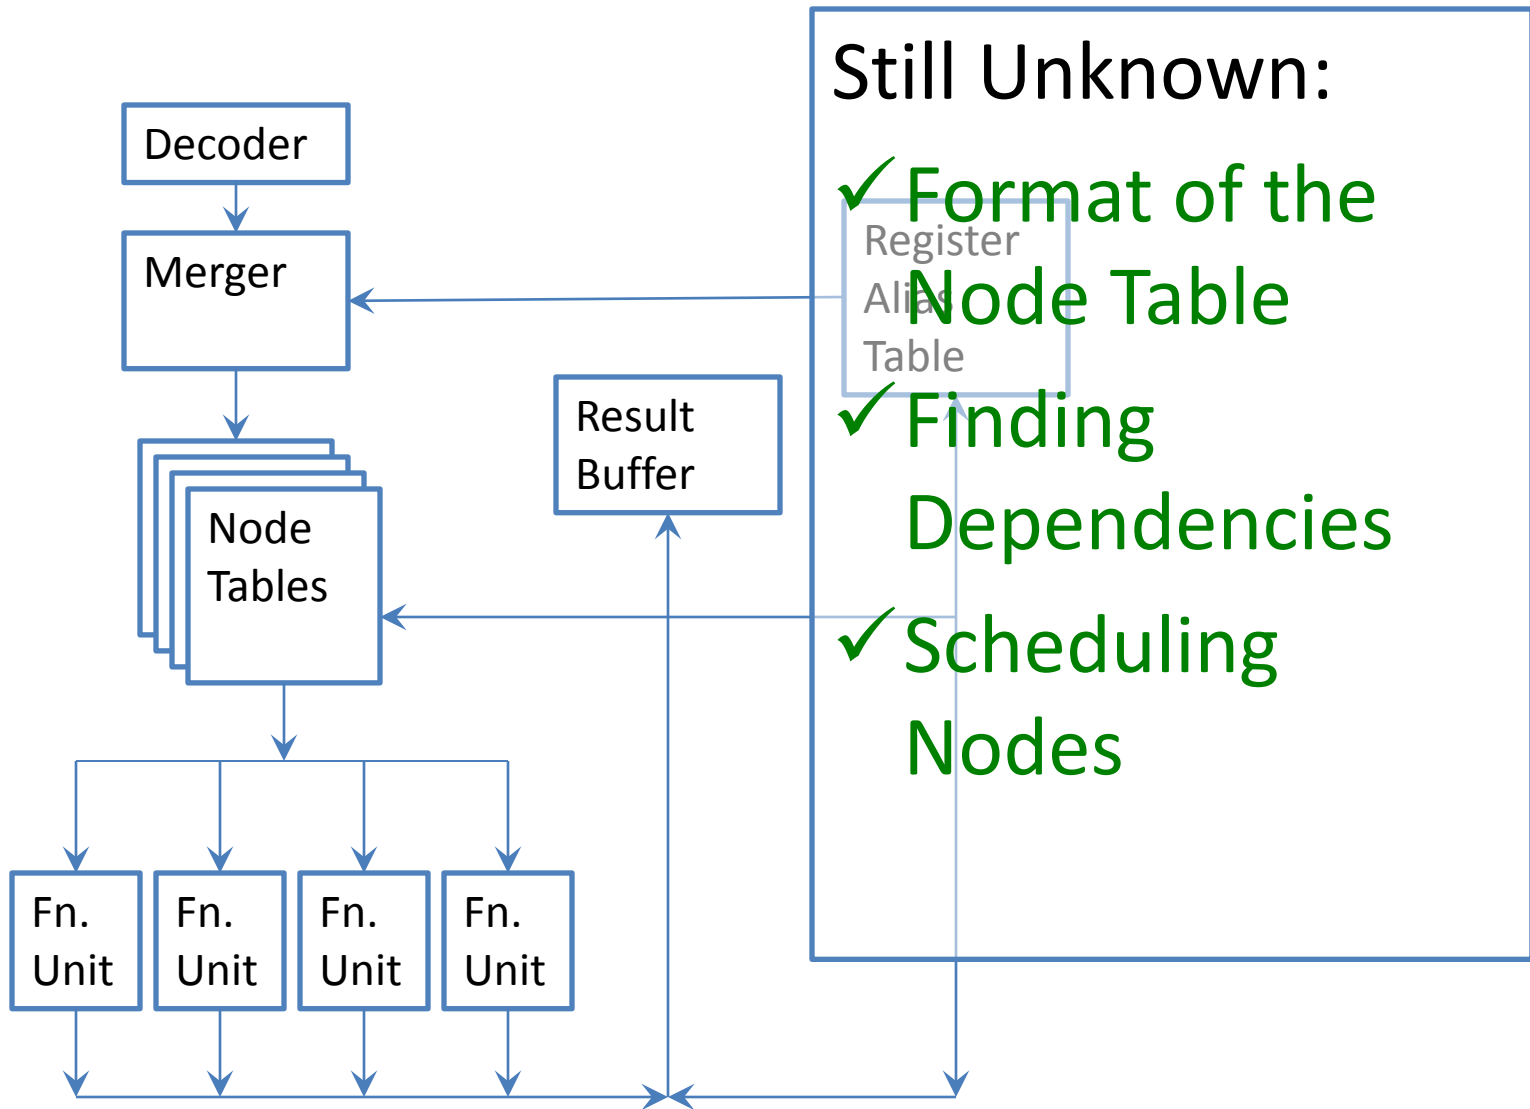 Decoder
Merger
Node
Tables
Fn.
Unit
Fn.
Unit
Fn.
Unit
Fn.
Unit
Result
Buffer
Register
Alias
Table
Still Unknown:
✓ Format of the
Node Table
✓ Finding
Dependencies
✓ Scheduling
Nodes